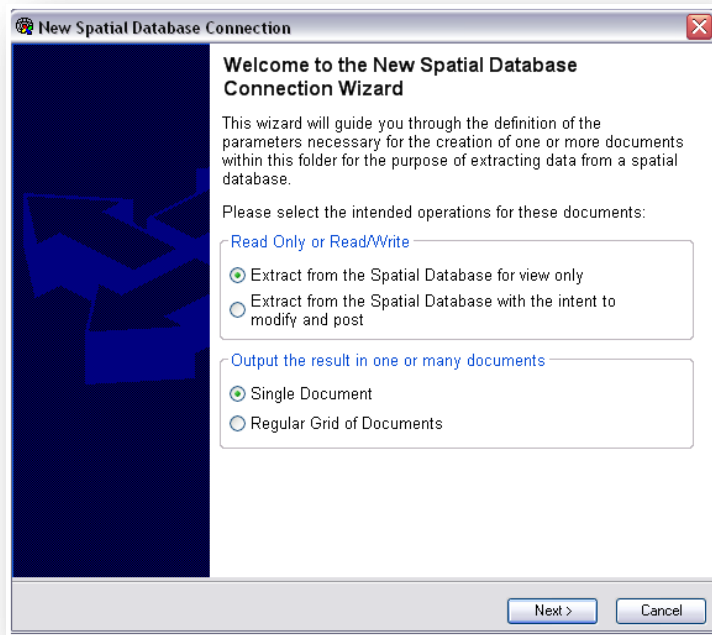 New Spatial Database Connection
Welcome to the New Spatial Database
Connection Wizard
This wizard will guide you through the definition of the
parameters necessary for the creation of one or more documents
within this folder for the purpose of extracting data from a spatial
database.
Please select the intended operations for these documents:
Read Only or Read/Write
Extract from the Spatial Database for view only
Extract from the Spatial Database with the intent to
modify and post
Output the result in one or many documents
Single Document
Regular Grid of Documents
Next >
Cancel